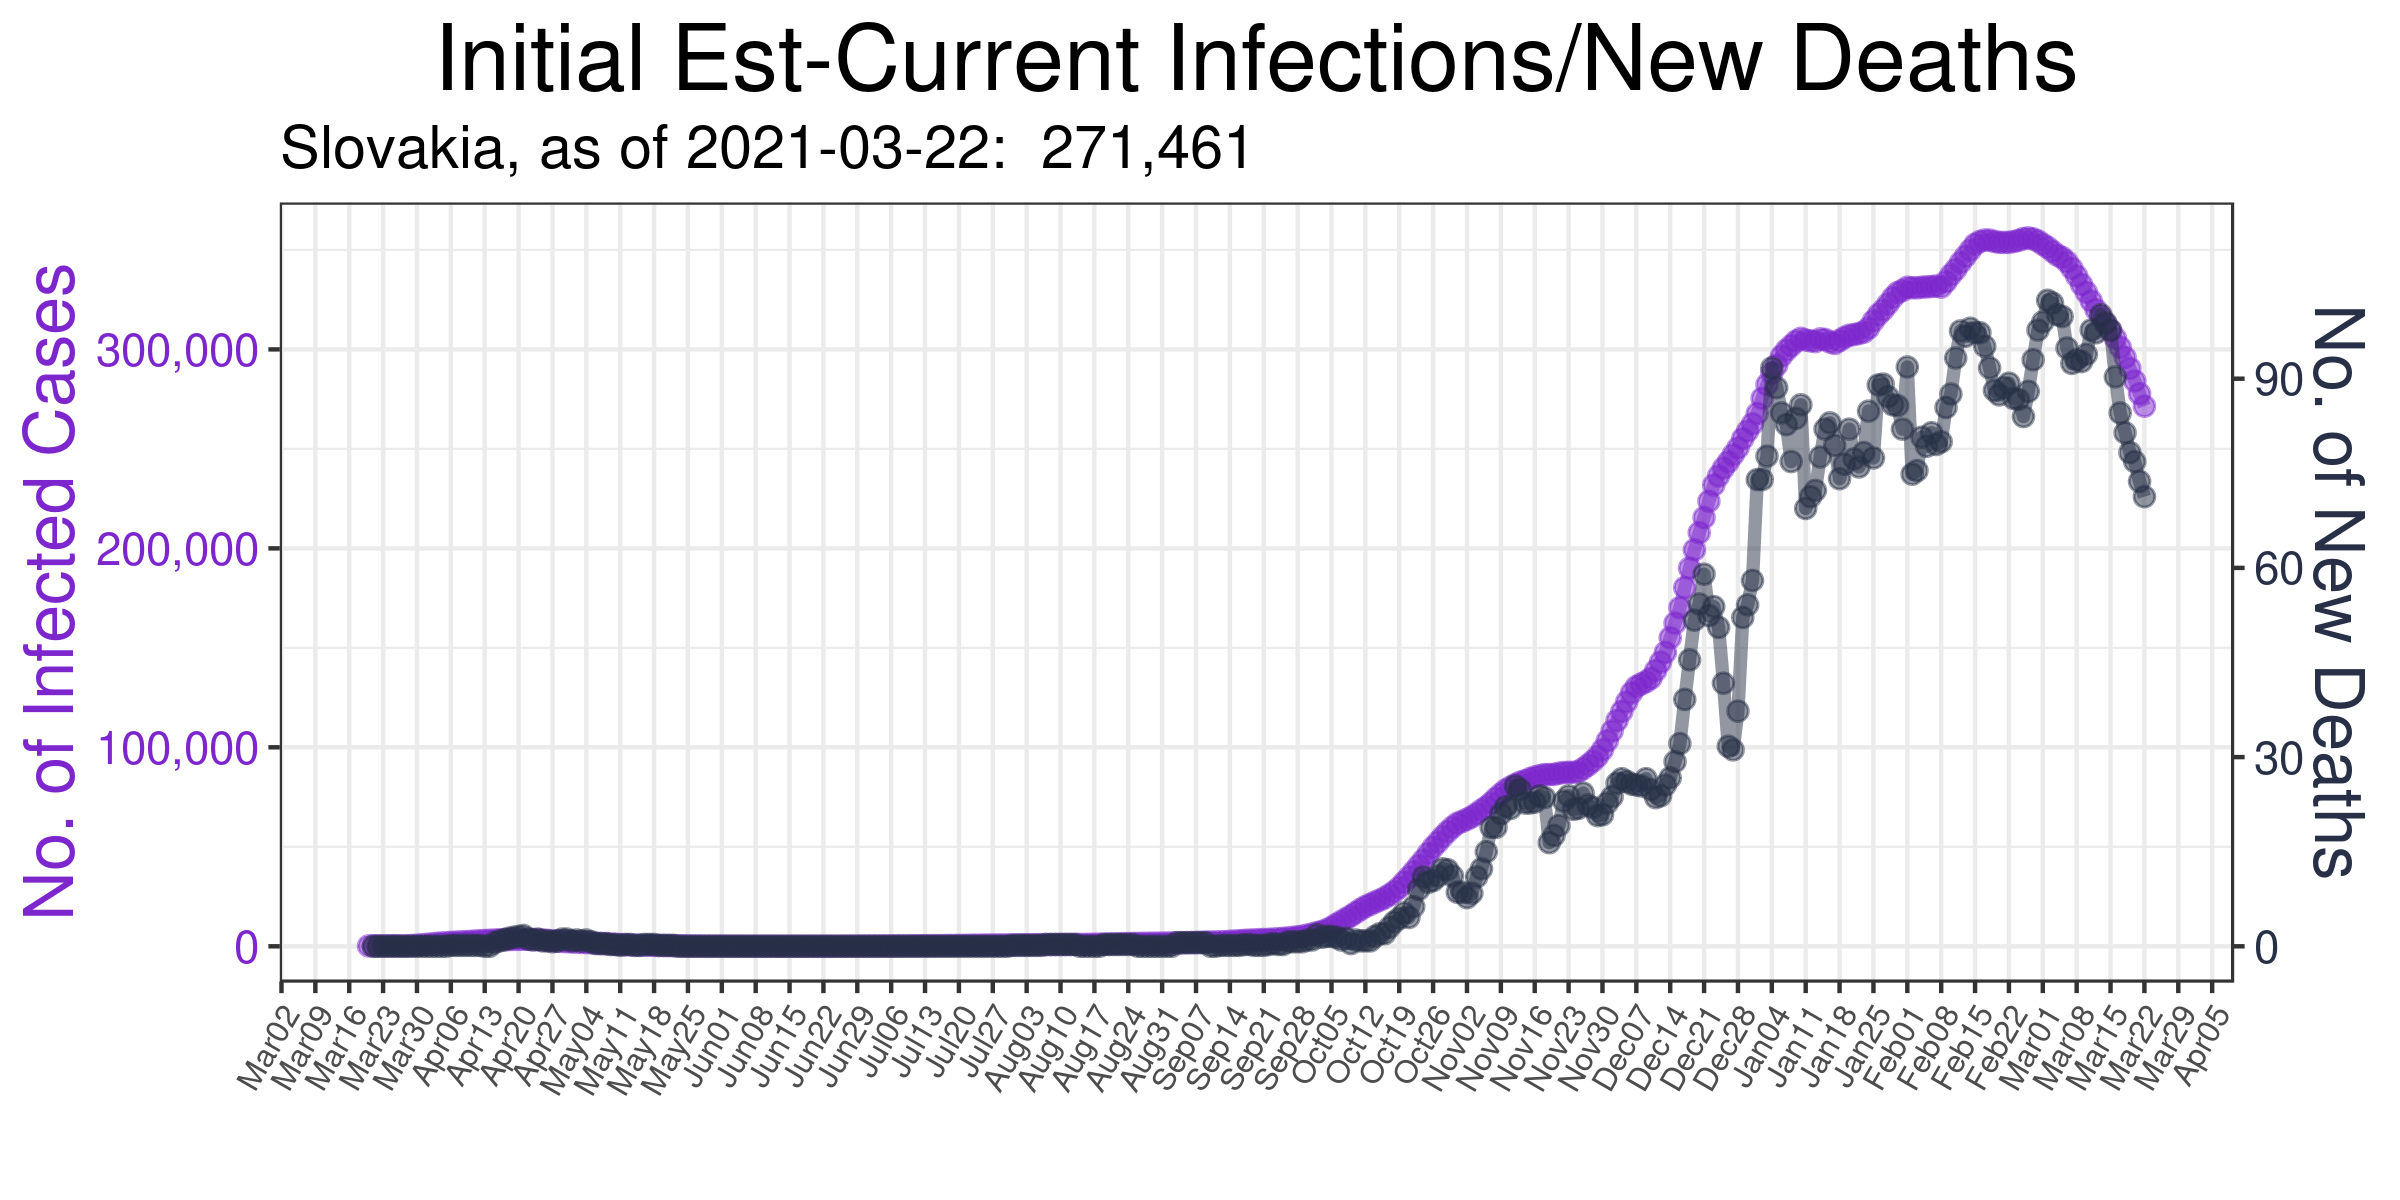 Initial Est-Current Infections/New Deaths
Slovakia, as of 2021-03-22:  271,461
No. of Infected Cases
300,000
200,000
100,000
0
90
60
30
0
No. of New Deaths
Mar02
Mar09
Mar16
Mar23
Mar30
Apr06
Apr13
Apr20
Apr27
May04
May11
May18
May25
Jun01
Jun08
Jun15
Jun22
Jun29
Jul06
Jul13
Jul20
Jul27
Aug03
Aug10
Aug17
Aug24
Aug31
Sep07
Sep14
Sep21
Sep28
Oct05
Oct12
Oct19
Oct26
Nov02
Nov09
Nov16
Nov23
Nov30
Dec07
Dec14
Dec21
Dec28
Jan04
Jan11
Jan18
Jan25
Feb01
Feb08
Feb15
Feb22
Mar01
Mar08
Mar15
Mar22
Mar29
Apr05